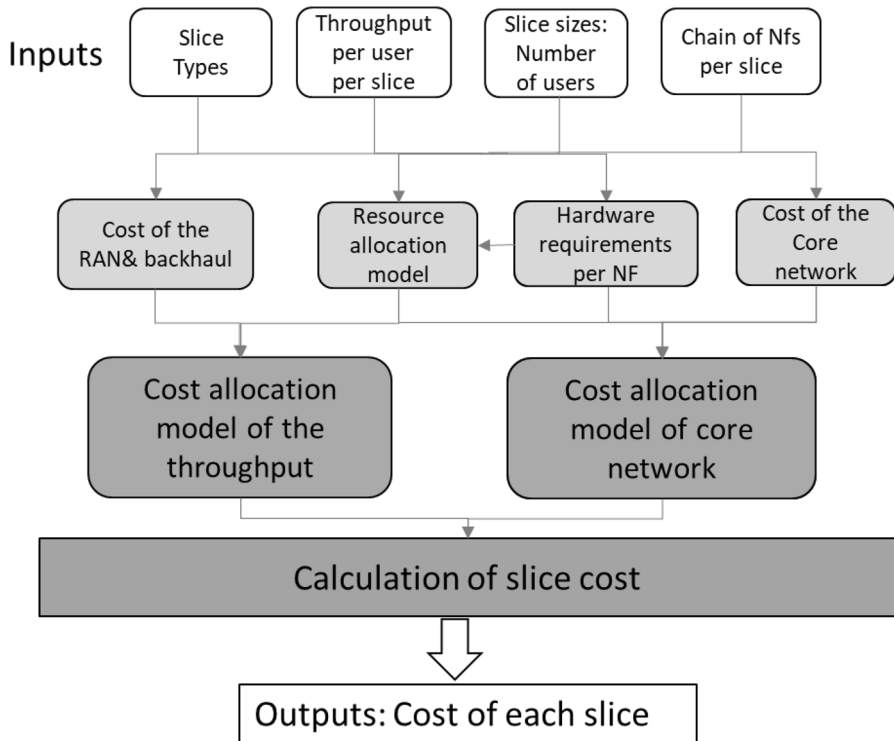 Inputs
Slice
Types
Throughput
per user
per slice
Slice sizes:
Number
of users
Chain of Nfs
per slice
Cost of the
RAN& backhaul
Resource
allocation
model
Hardware
requirements
per NF
Cost of the
Core
network
Cost allocation
model of the
throughput
Cost allocation
model of core
network
Calculation of slice cost
Outputs: Cost of each slice